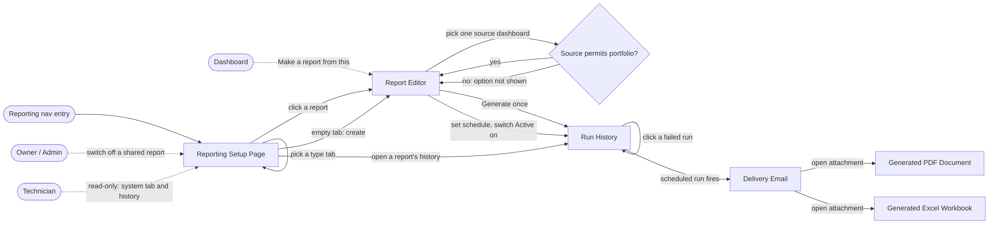 pick one source dashboard
Source permits portfolio?
Dashboard
Make a report from this
yes
Report Editor
no: option not shown
click a report
Generate once
Reporting nav entry
empty tab: create
set schedule, switch Active
on
Run History
click a failed run
Owner / Admin
switch off a shared report
Reporting Setup Page
pick a type tab
open a report's history
Generated PDF Document
open attachment
Technician
read-only: system tab and
history
scheduled run fires
Delivery Email
open attachment
Generated Excel Workbook